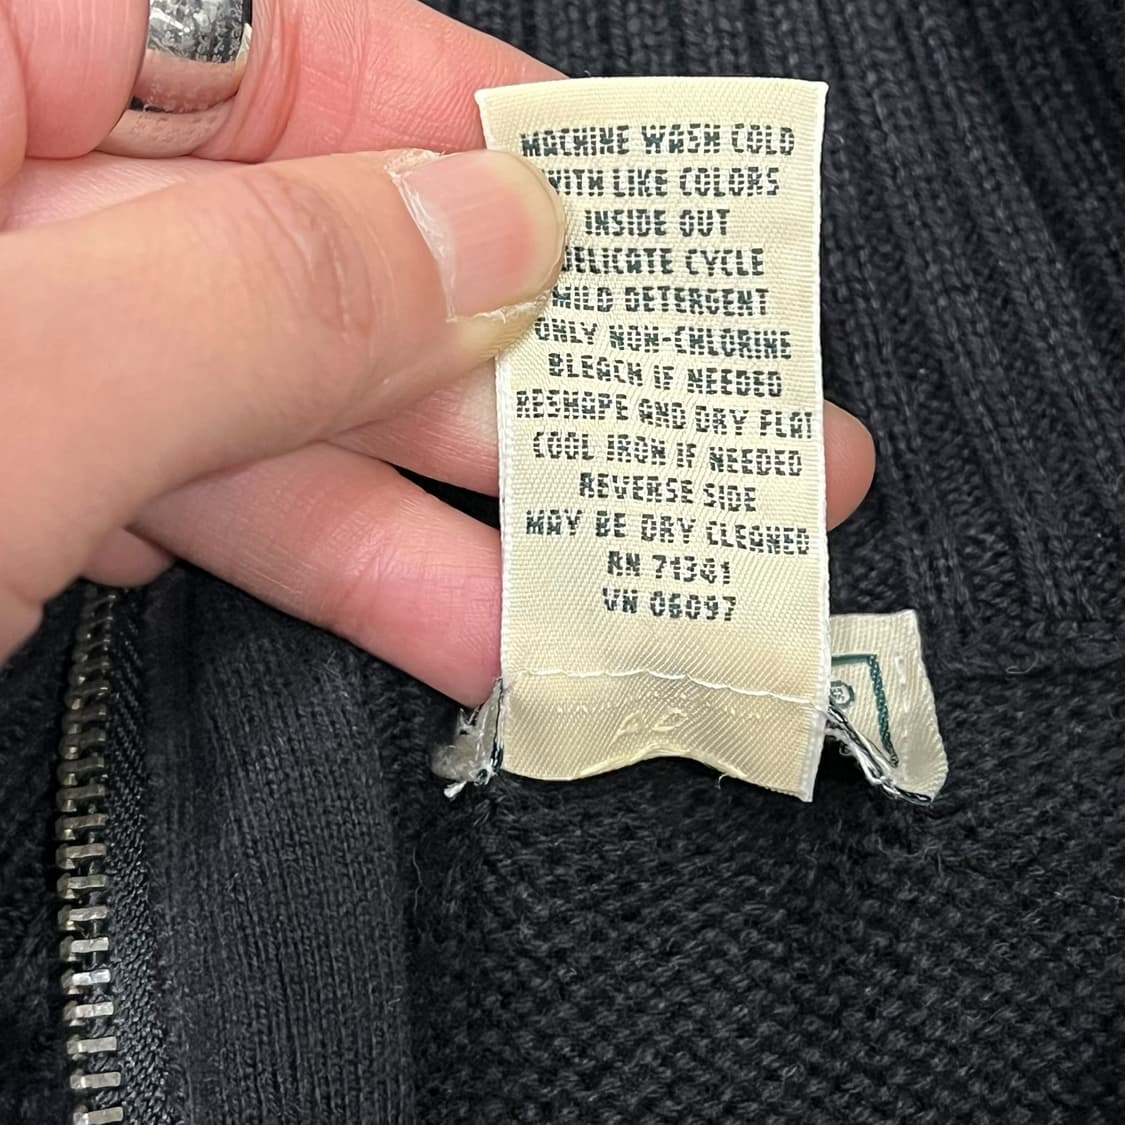 MACHINE WASH COLD
WITH LIKE COLORS
INSIDE OUT
DELICATE CYCLE
MILD DETERGENT
ONLY NON-CHLORINE
BLEACH IF NEEDED
RESHAPE AND DRY FLAT
COOL IRON IF NEEDED
REVERSE SIDE
MAY BE DRY CLEANED
RN 71341
VN 06097